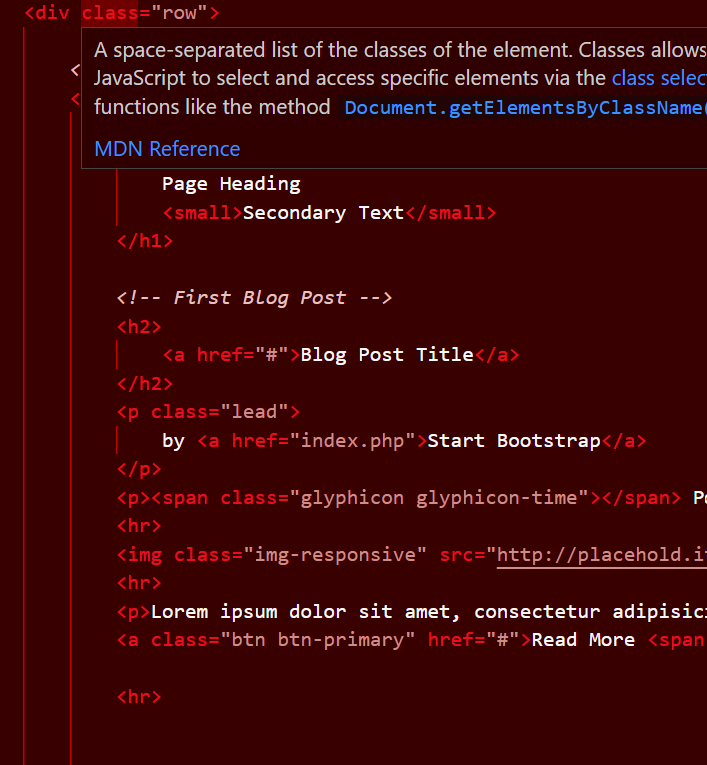 <div class="row">
A space-separated list of the classes of the element. Classes allows
<
JavaScript to select and access specific elements via the class selec
<
functions like the method Document.getElementsByClassName(
MDN Reference
Page Heading
<small>Secondary Text</small>
</h1>
<!-- First Blog Post -->
<h2>
<a href="#">Blog Post Title</a>
</h2>
<p class="lead">
by <a href="index.php">Start Bootstrap</a>
</p>
<p><span class="glyphicon glyphicon-time"></span> Po
<hr>
<img class="img-responsive" src="http://placehold.it
<hr>
<p>Lorem ipsum dolor sit amet, consectetur adipisici
<a class="btn btn-primary" href="#">Read More <span
<hr>